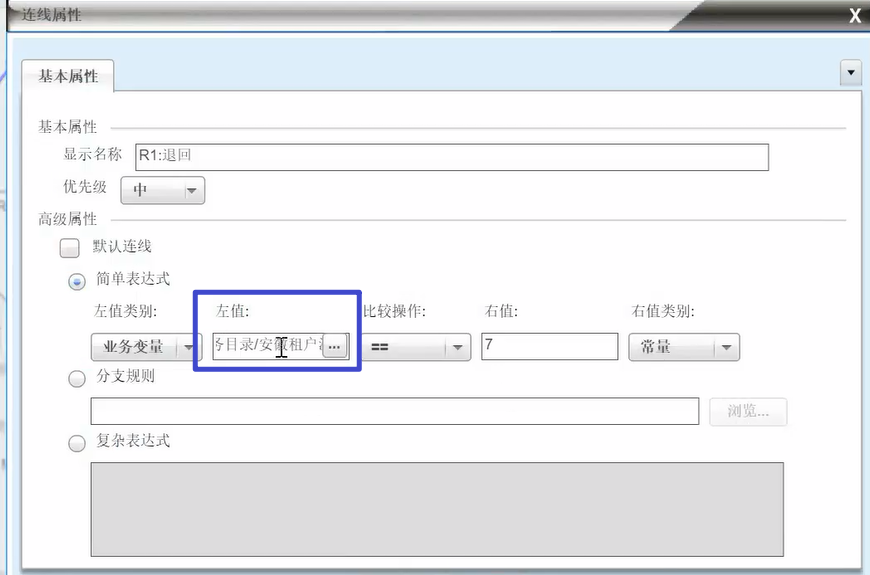 连线属性 X
基本属性
基本属性
显示名称 R1:退回
优先级 中
高级属性
默认连线
简单表达式
左值类别: 左值: 比较操作: 右值: 右值类别:
业务变量 目录/安徽租户 ... == 7 常量
分支规则
浏览...
复杂表达式